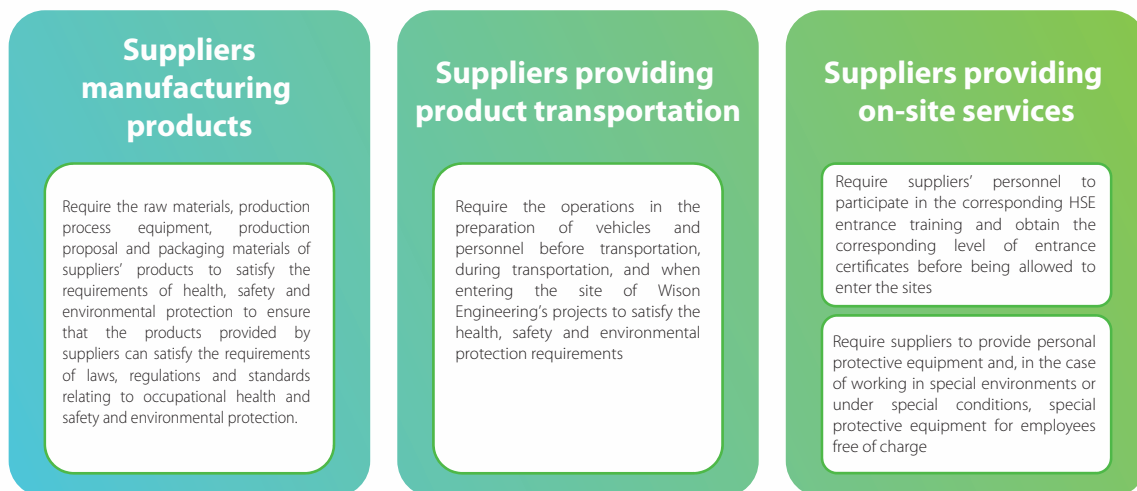 Suppliers
manufacturing
products
Require the raw materials, production
process equipment, production
proposal and packaging materials of
suppliers’ products to satisfy the
requirements of health, safety and
environmental protection to ensure
that the products provided by
suppliers can satisfy the requirements
of laws, regulations and standards
relating to occupational health and
safety and environmental protection.
Suppliers providing
product transportation
Require the operations in the
preparation of vehicles and
personnel before transportation,
during transportation, and when
entering the site of Wison
Engineering’s projects to satisfy the
health, safety and environmental
protection requirements
Suppliers providing
on-site services
Require suppliers’ personnel to
participate in the corresponding HSE
entrance training and obtain the
corresponding level of entrance
certificates before being allowed to
enter the sites
Require suppliers to provide personal
protective equipment and, in the case
of working in special environments or
under special conditions, special
protective equipment for employees
free of charge